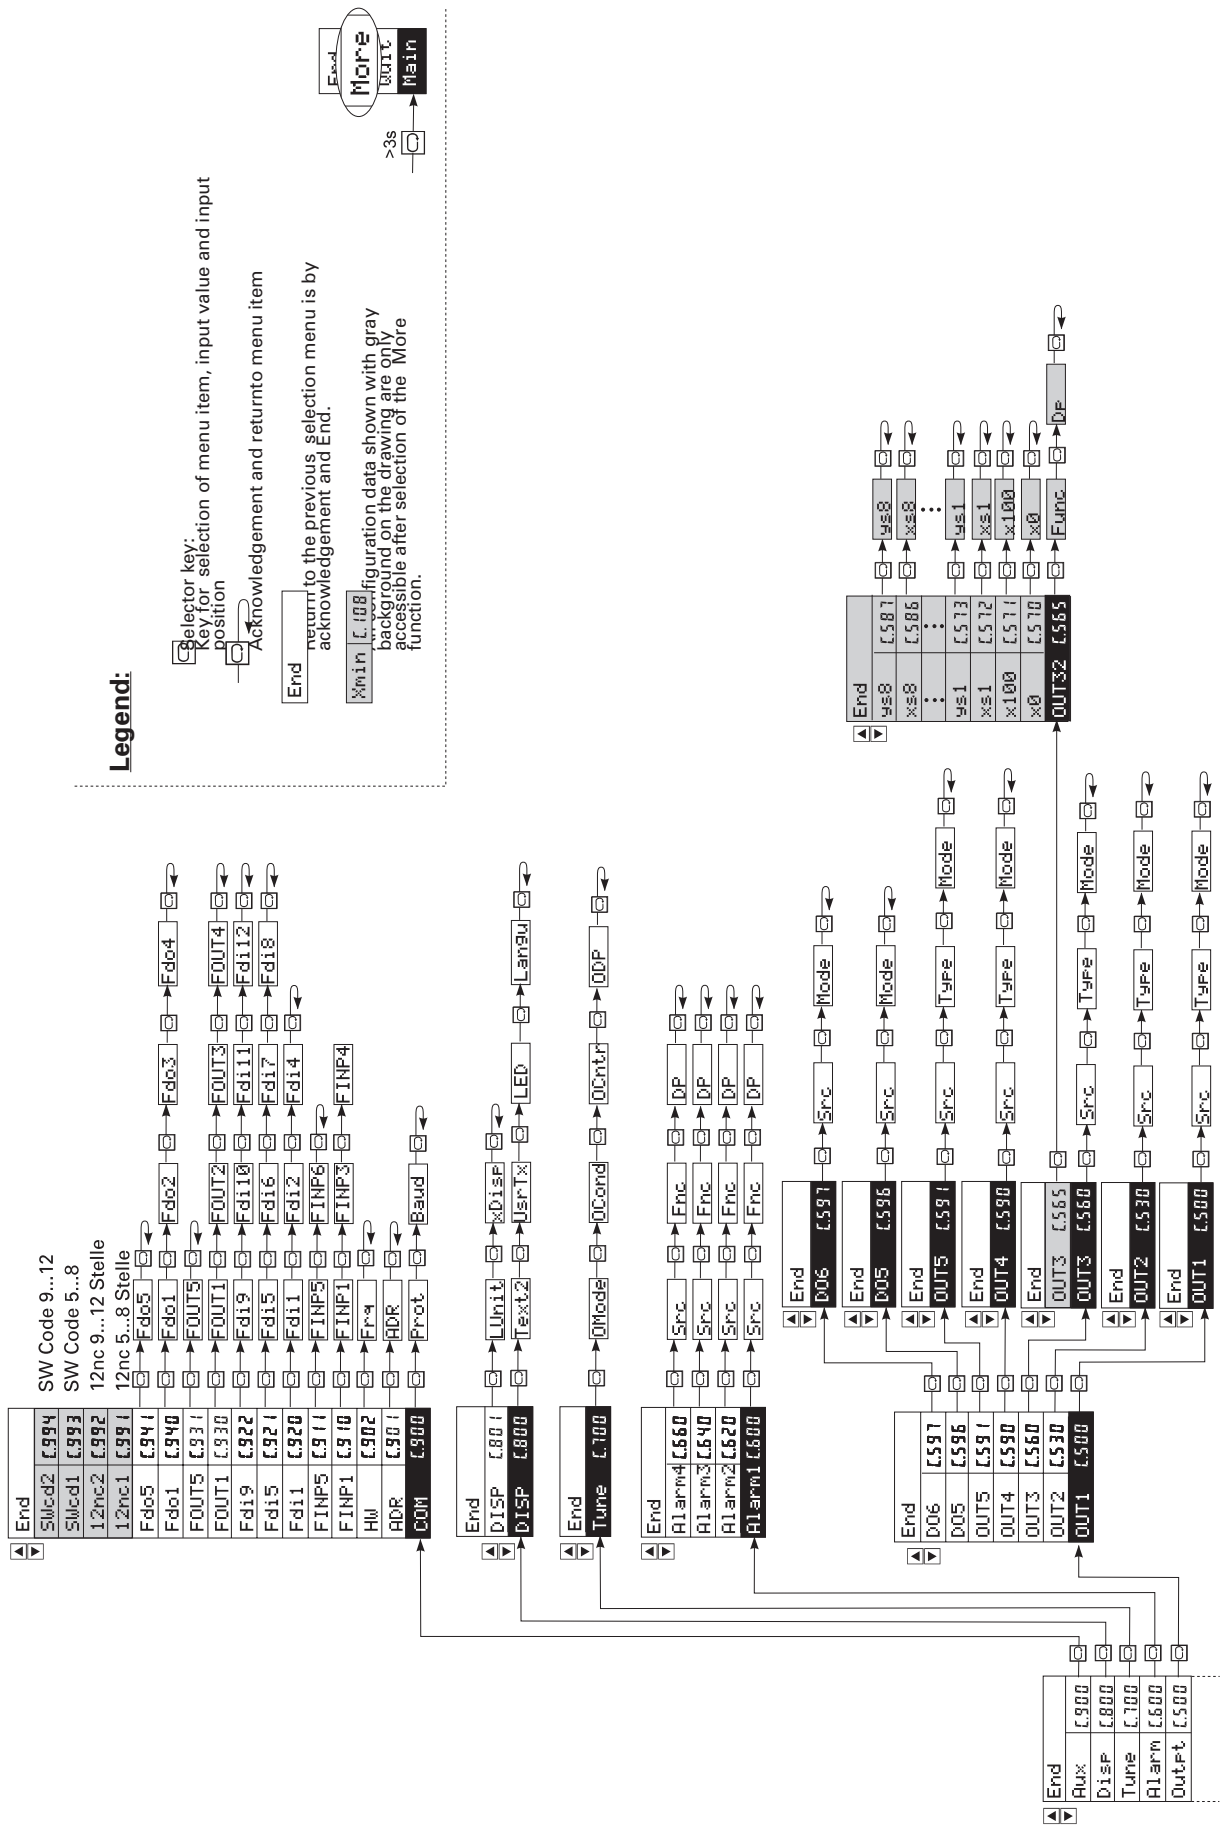 Legend:
Selector key:
Key for selection of menu item, input value and input
position
Acknowledgement and returnto menu item
End
to the previous selection menu is by
acknowledgement and End.
Xmin C.108
figuration data shown with gray
background on the drawing are only
accessible after selection of the More
function.
>3s
End
More
Quit
Main
End
SWcd2 C.994 SW Code 9...12
SWcd1 C.993 SW Code 5...8
12nc2 C.992 12nc 9...12 Stelle
12nc1 C.991 12nc 5...8 Stelle
Fdo5 C.941 Fdo5
Fdo1 C.940 Fdo1 Fdo2 Fdo3 Fdo4
FOUT5 C.931 FOUT5
FOUT1 C.930 FOUT1 FOUT2 FOUT3 FOUT4
Fdi9 C.922 Fdi9 Fdi10 Fdi11 Fdi12
Fdi5 C.921 Fdi5 Fdi6 Fdi7 Fdi8
Fdi1 C.920 Fdi1 Fdi2 Fdi4
FINP5 C.911 FINP5 FINP6
FINP1 C.910 FINP1 FINP3 FINP4
HW C.902 Frq
ADR C.901 ADR
COM C.900 Prot Baud
End
DISP C.801 LUnit xDisp
DISP C.800 Text2 UsrTx LED Langu
End
Tune C.700 OMode OCond OCntr ODP
End
Alarm4 C.660 Src Fnc DP
Alarm3 C.640 Src Fnc DP
Alarm2 C.620 Src Fnc DP
Alarm1 C.600 Src Fnc DP
End
DO6 C.597
DO5 C.596
OUT5 C.591
OUT4 C.590
OUT3 C.560
OUT2 C.530
OUT1 C.500
End
DO6 C.597 Src Mode
End
DO5 C.596 Src Mode
End
OUT5 C.591 Src Type Mode
End
OUT4 C.590 Src Type Mode
OUT3 C.565
OUT3 C.560 Src Type Mode
End
OUT2 C.530 Src Type Mode
End
OUT1 C.500 Src Type Mode
End
ys8 C.587 ys8
xs8 C.586 xs8
... ... ...
ys1 C.573 ys1
xs1 C.572 xs1
x100 C.571 x100
x0 C.570 x0
OUT32 C.565 Func Dp
End
Aux C.900
Disp C.800
Tune C.700
Alarm C.600
Outpt C.500